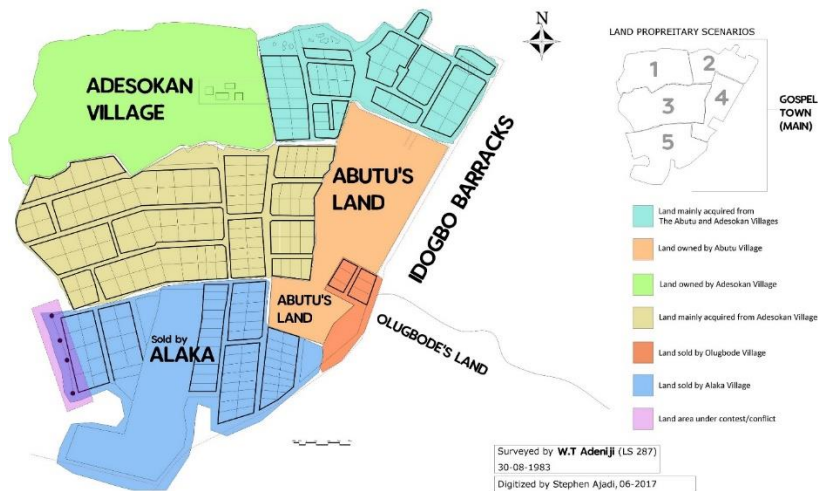 N
LAND PROPREITARY SCENARIOS
1
2
3
4
5
GOSPEL
TOWN
(MAIN)
ADESOKAN
VILLAGE
ABUTU'S
LAND
IDOGBO BARRACKS
ABUTU'S
LAND
OLUGBODE'S LAND
Sold by
ALAKA
Land mainly acquired from
The Abutu and Adesokan Villages
Land owned by Abutu Village
Land owned by Adesokan Village
Land mainly acquired from Adesokan Village
Land sold by Olugbode Village
Land sold by Alaka Village
Land area under contest/conflict
Surveyed by W.T Adeniji (LS 287)
30-08-1983
Digitized by Stephen Ajadi, 06-2017